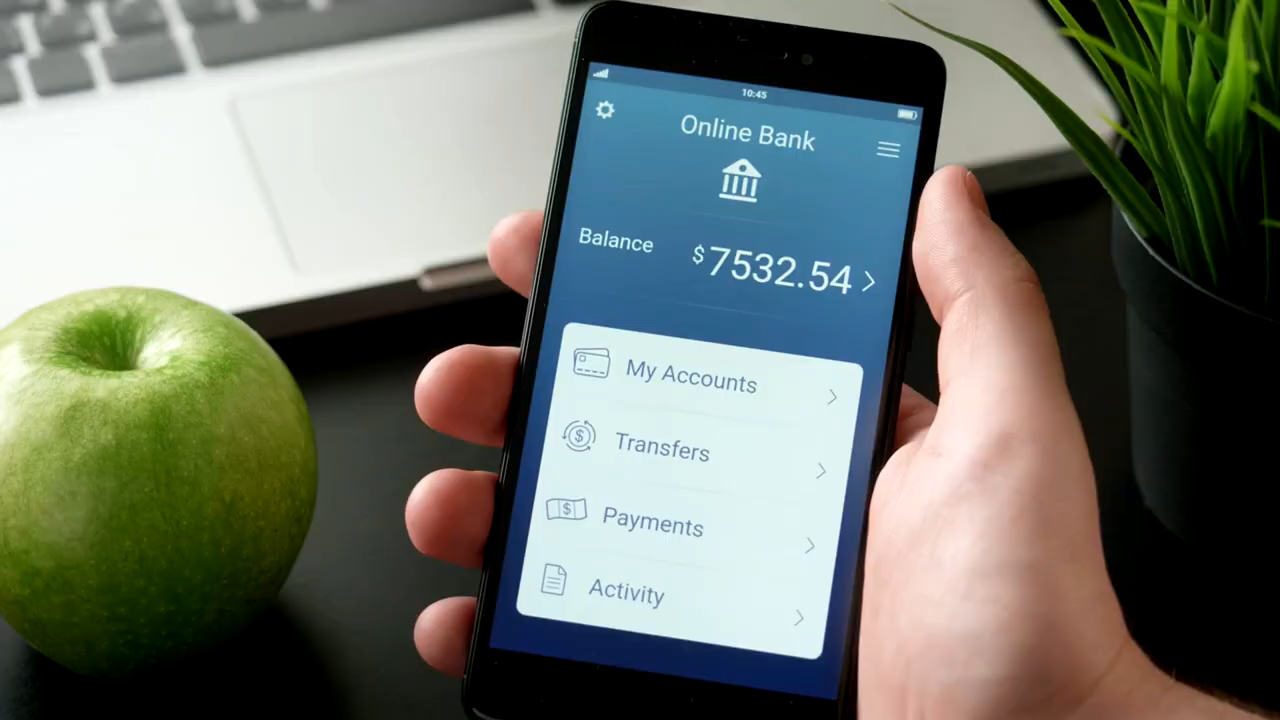 10:45
Online Bank
Balance $7532.54
My Accounts
Transfers
$
Payments
$
Activity